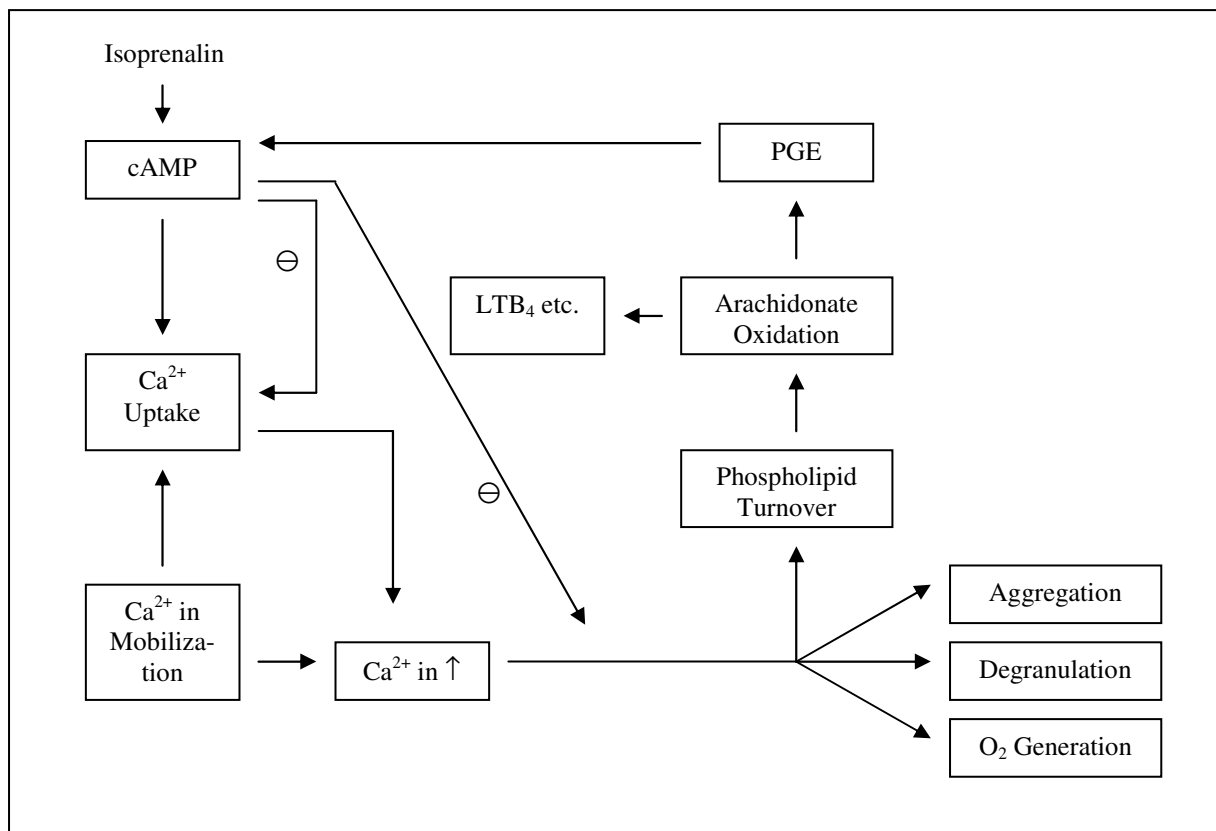 Isoprenalin
cAMP
PGE
⊖
LTB₄ etc.
Arachidonate
Oxidation
Ca²⁺
Uptake
⊖
Phospholipid
Turnover
Ca²⁺ in
Mobiliza-
tion
Ca²⁺ in ↑
Aggregation
Degranulation
O₂ Generation